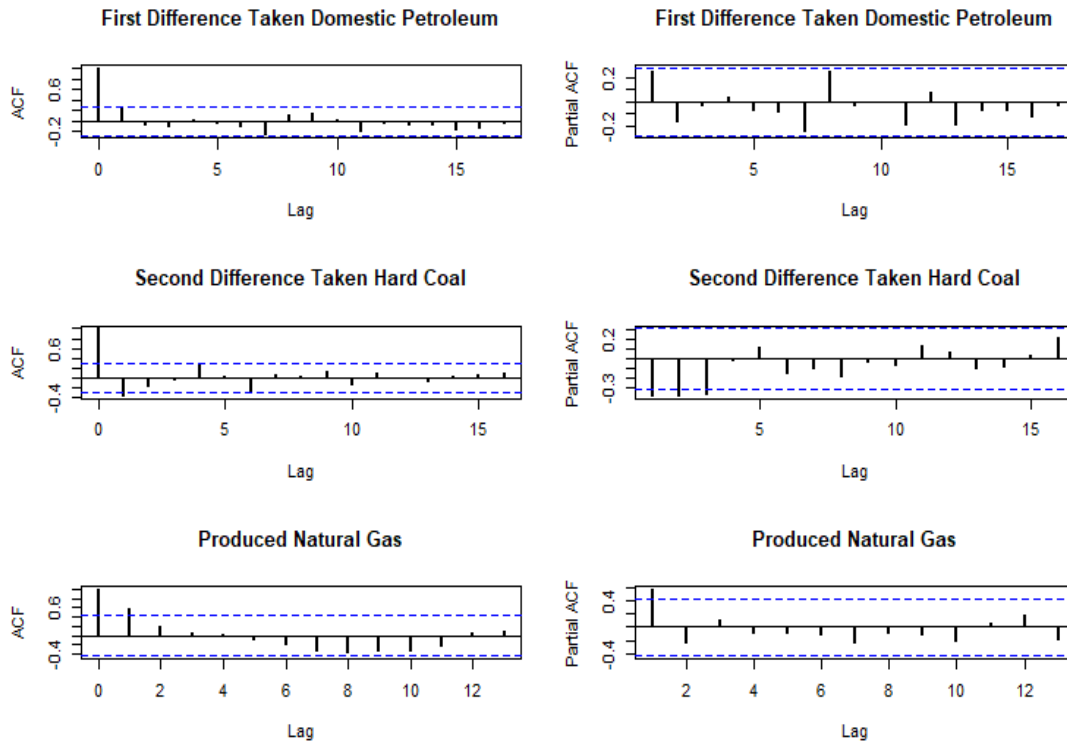 First Difference Taken Domestic Petroleum
ACF
0.6
-0.2
0 5 10 15
Lag
First Difference Taken Domestic Petroleum
Partial ACF
0.2
-0.2
5 10 15
Lag
Second Difference Taken Hard Coal
ACF
0.6
-0.4
0 5 10 15
Lag
Second Difference Taken Hard Coal
Partial ACF
0.2
-0.3
5 10 15
Lag
Produced Natural Gas
ACF
0.6
-0.4
0 2 4 6 8 10 12
Lag
Produced Natural Gas
Partial ACF
0.4
-0.4
2 4 6 8 10 12
Lag